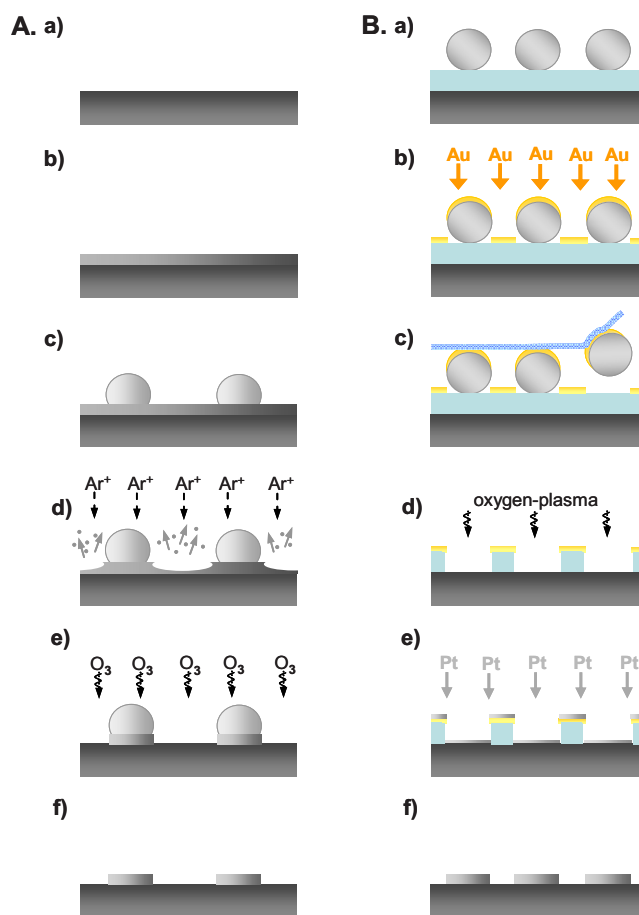 A. a)
b)
c)
Ar+ Ar+ Ar+ Ar+ Ar+
d)
e)
O3 O3 O3 O3 O3
f)
B. a)
b) Au Au Au Au Au
c)
d) oxygen-plasma
e) Pt Pt Pt Pt Pt
f)